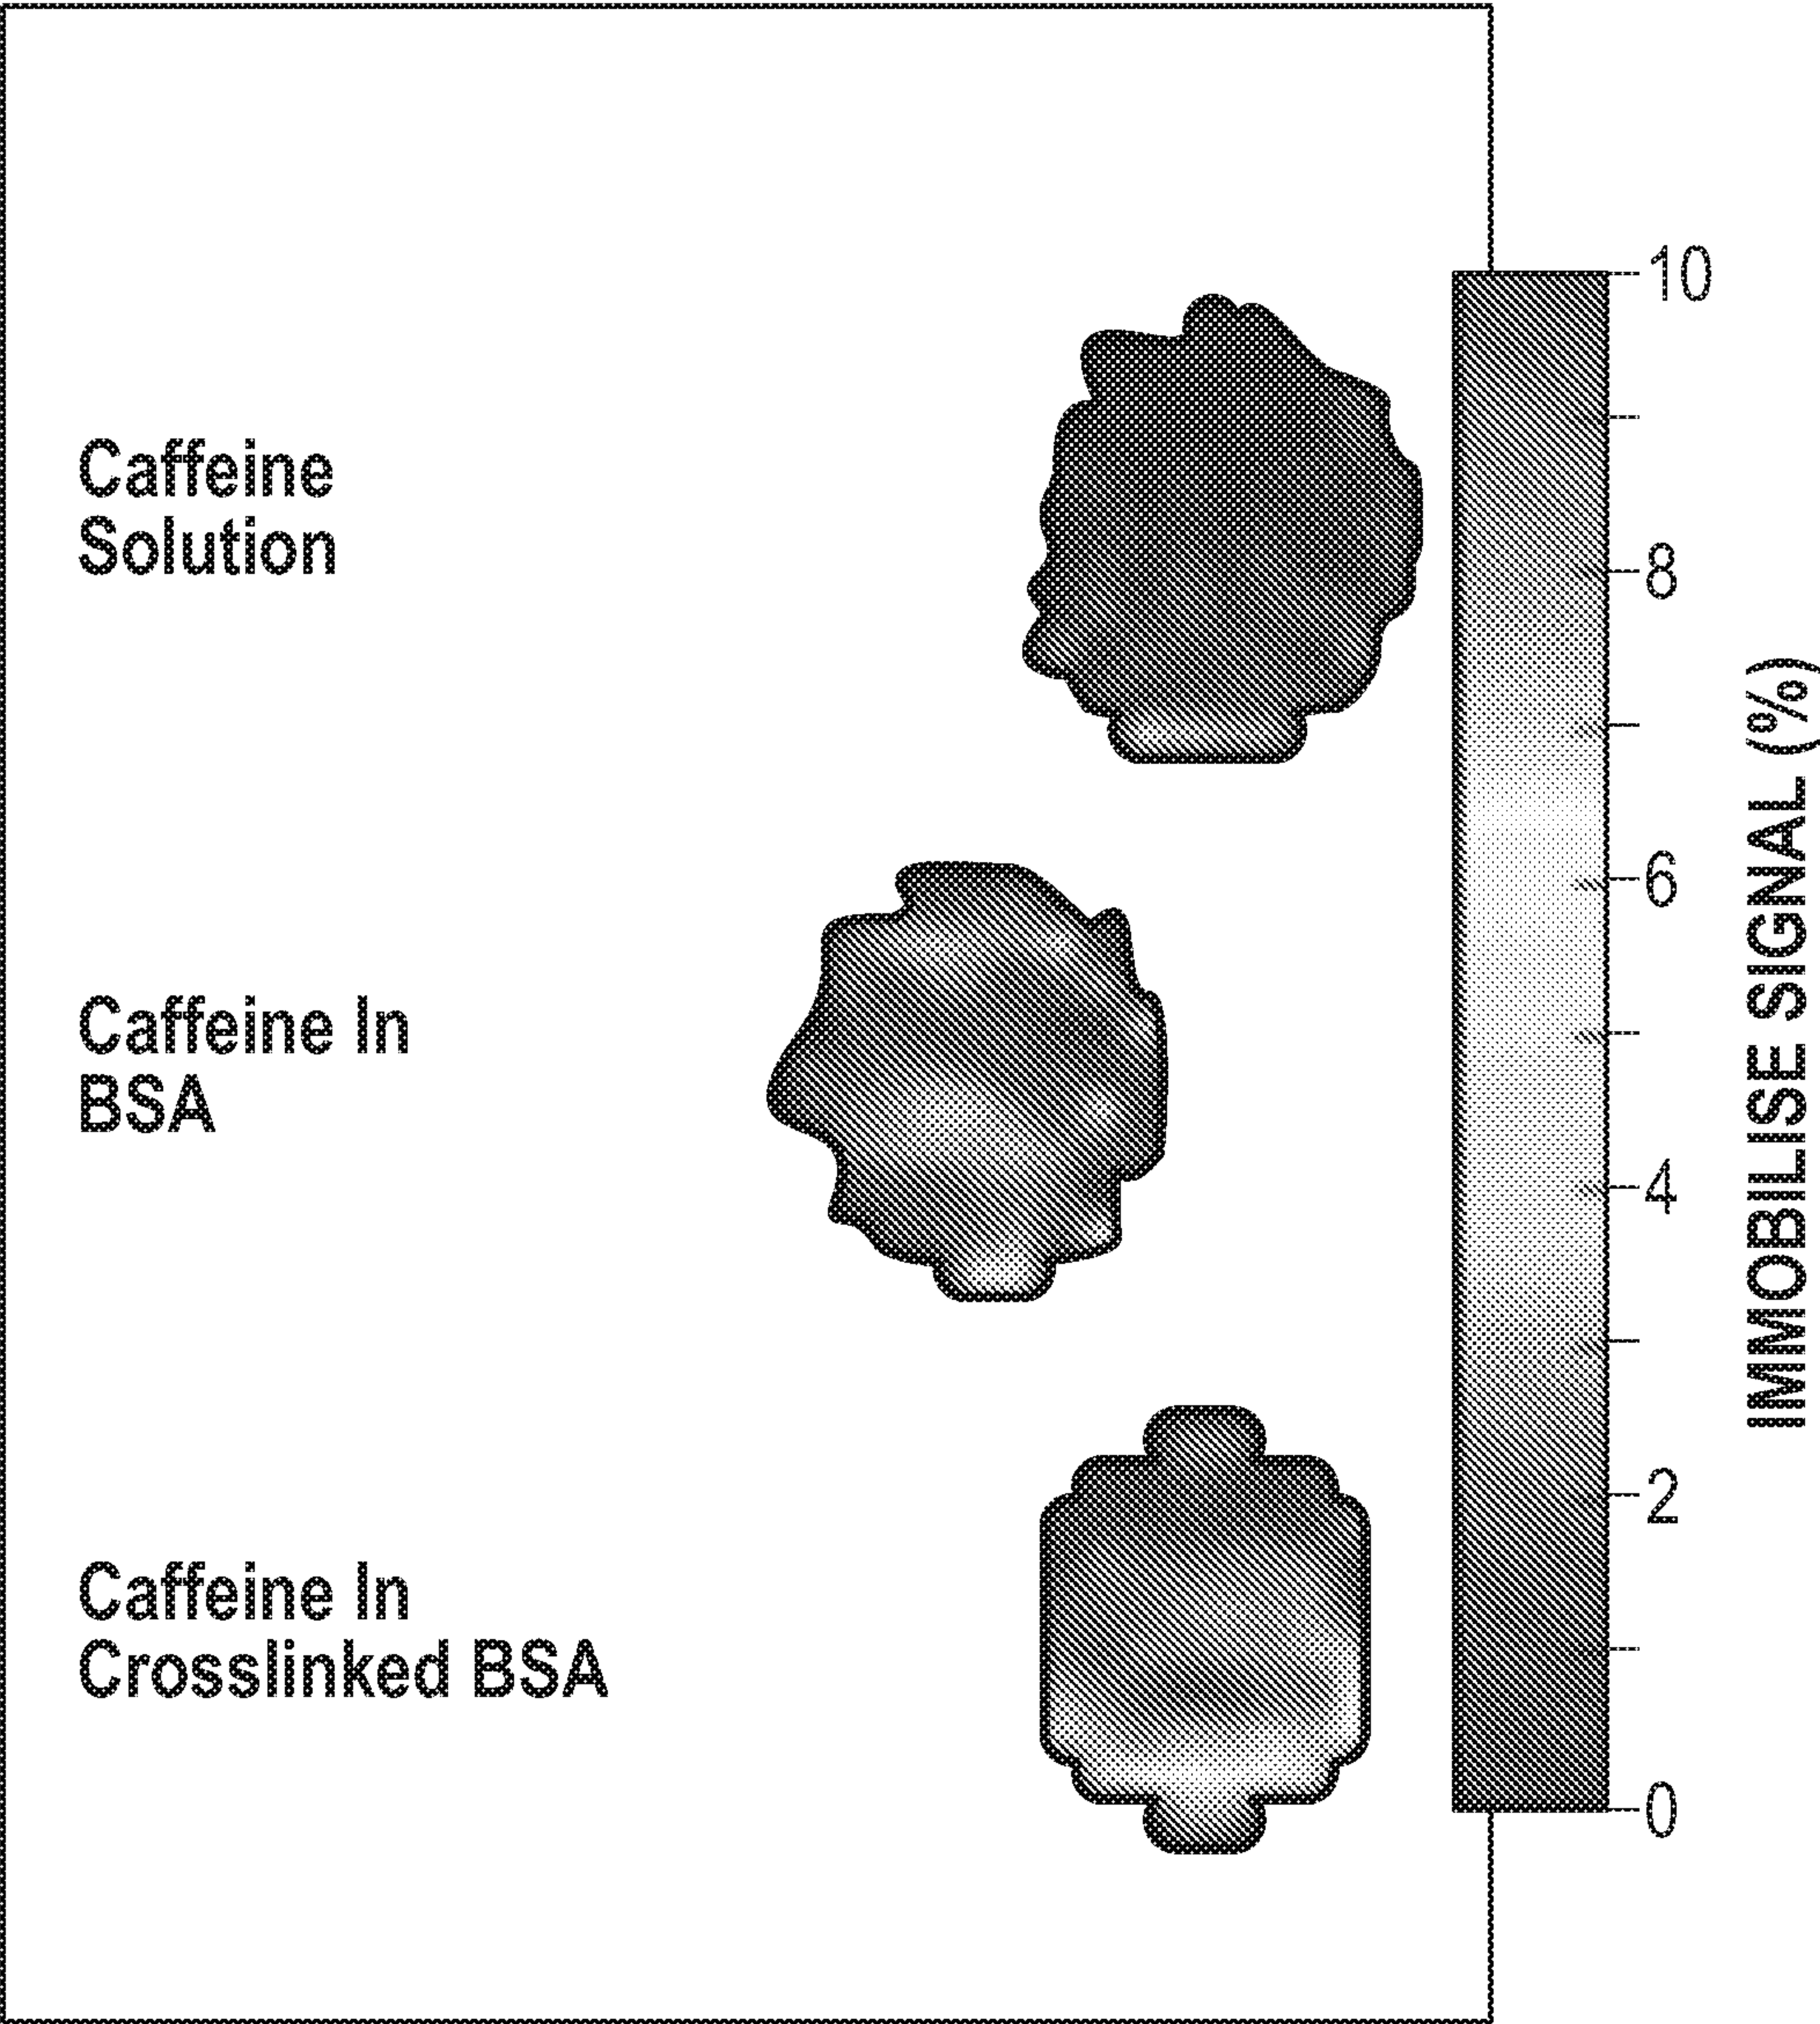 Caffeine
Solution
Caffeine In
BSA
Caffeine In
Crosslinked BSA
10
8
6
4
2
0
IMMOBILISE SIGNAL (%)